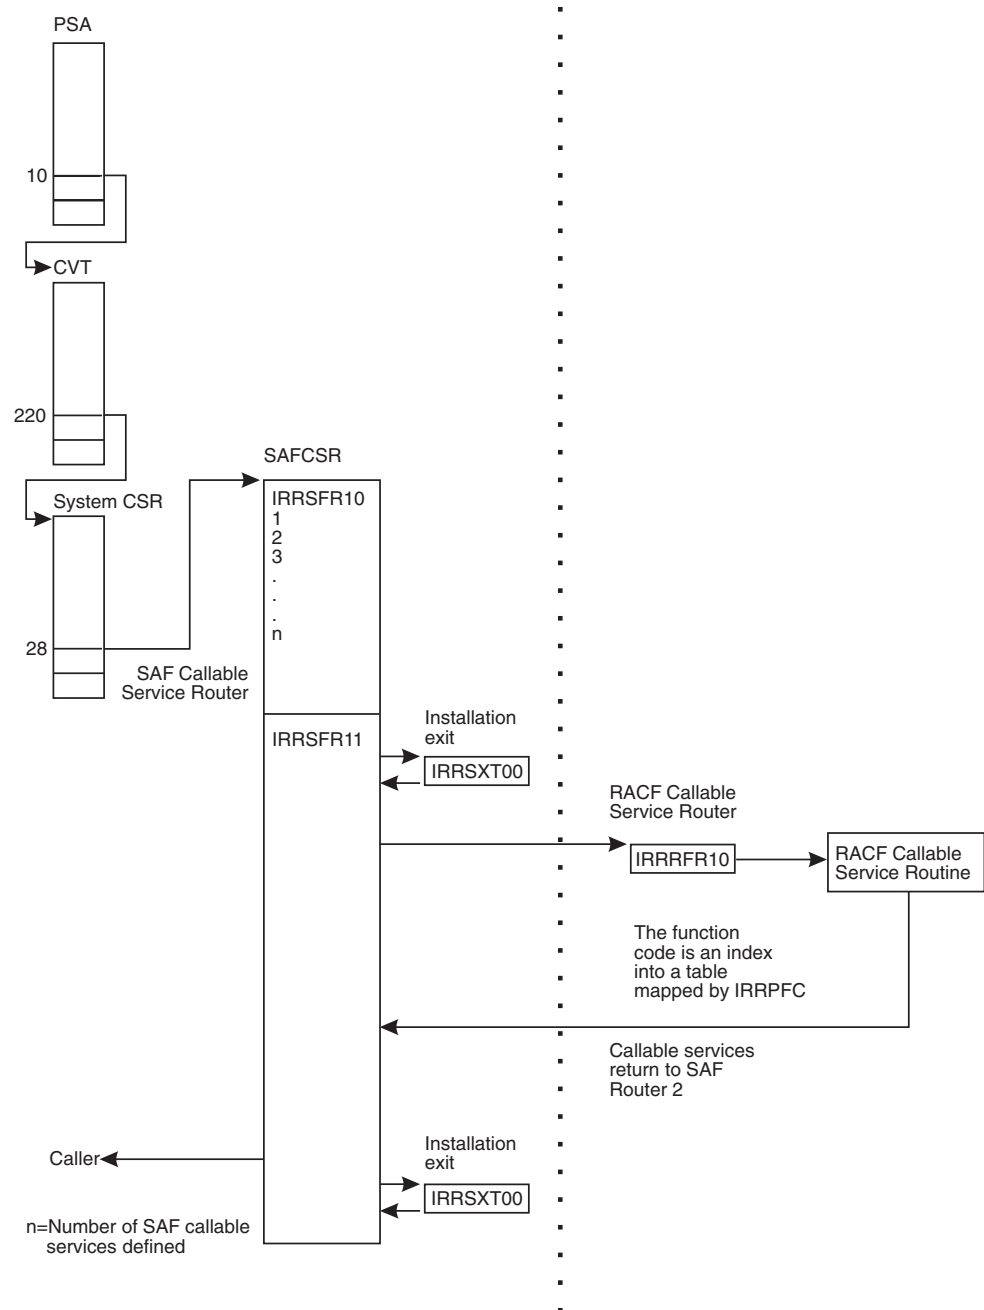 PSA
10
CVT
220
SAFCSR
System CSR
IRRSFR10
1
2
3
.
.
.
n
28
SAF Callable
Service Router
IRRSFR11
Installation
exit
IRRSXT00
RACF Callable
Service Router
IRRRFR10
RACF Callable
Service Routine
The function
code is an index
into a table
mapped by IRRPFC
Callable services
return to SAF
Router 2
Caller
Installation
exit
IRRSXT00
n=Number of SAF callable
services defined